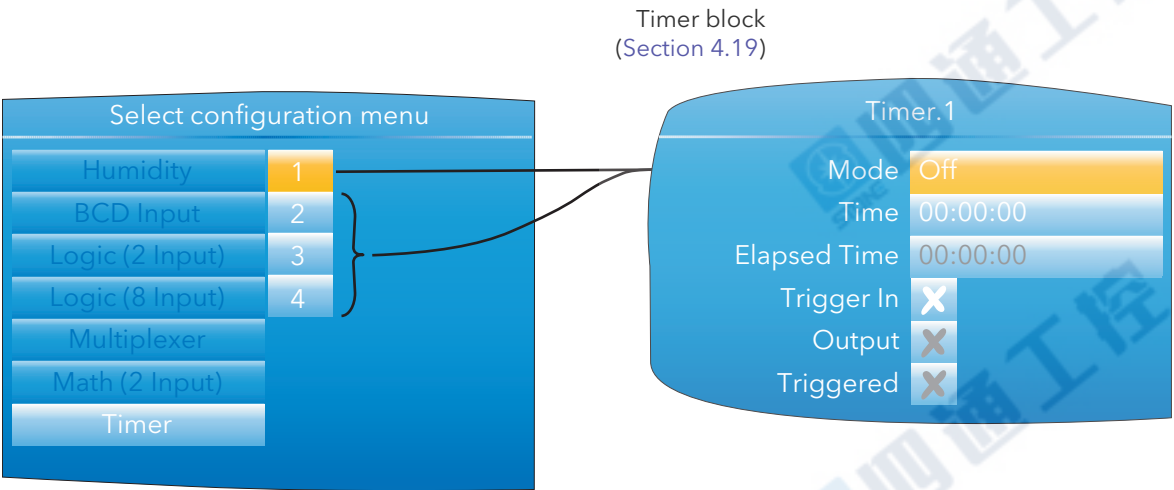 Timer block
(Section 4.19)
Select configuration menu
Humidity 1
BCD Input 2
Logic (2 Input) 3
Logic (8 Input) 4
Multiplexer
Math (2 Input)
Timer
Timer.1
Mode Off
Time 00:00:00
Elapsed Time 00:00:00
Trigger In
Output
Triggered